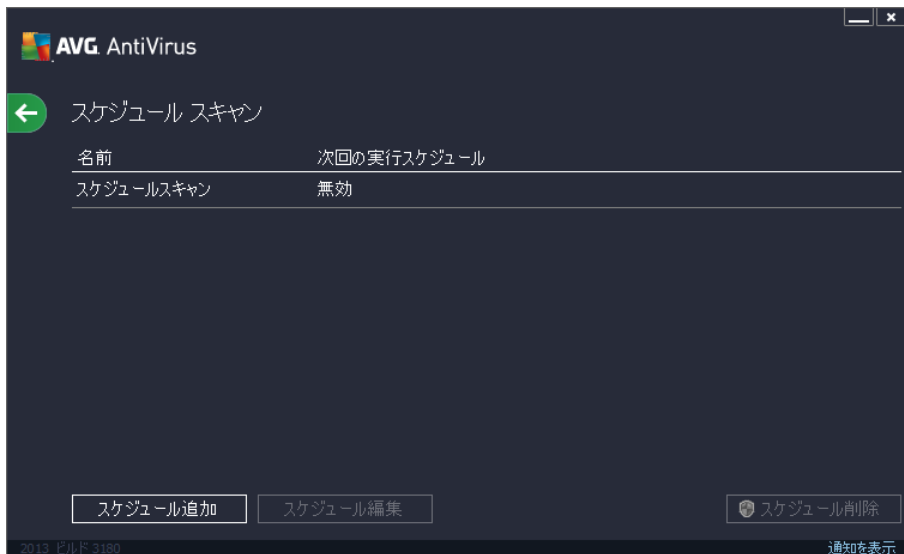 AVG AntiVirus
スケジュール スキャン
名前 次回の実行スケジュール
スケジュールスキャン 無効
スケジュール追加 スケジュール編集 スケジュール削除
2013 ビルド 3180 通知を表示